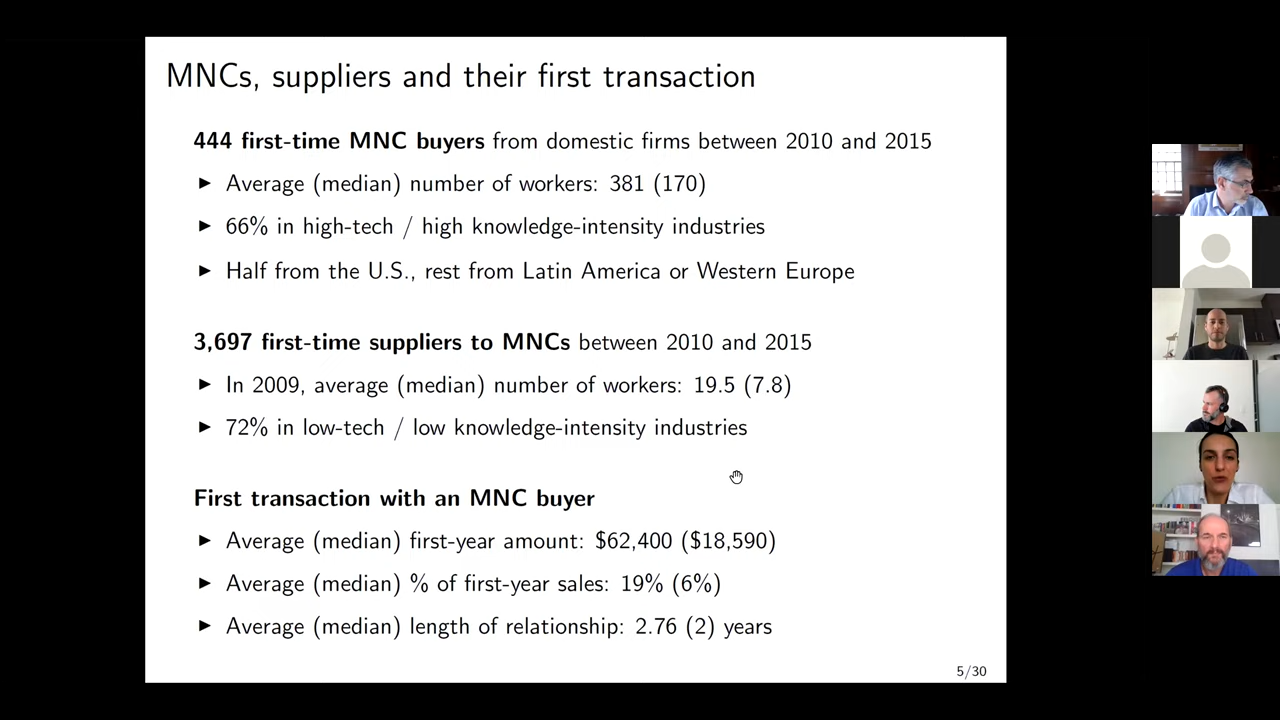 MNCs, suppliers and their first transaction
444 first-time MNC buyers from domestic firms between 2010 and 2015
► Average (median) number of workers: 381 (170)
► 66% in high-tech / high knowledge-intensity industries
► Half from the U.S., rest from Latin America or Western Europe
3,697 first-time suppliers to MNCs between 2010 and 2015
► In 2009, average (median) number of workers: 19.5 (7.8)
► 72% in low-tech / low knowledge-intensity industries
First transaction with an MNC buyer
► Average (median) first-year amount: $62,400 ($18,590)
► Average (median) % of first-year sales: 19% (6%)
► Average (median) length of relationship: 2.76 (2) years
5/30